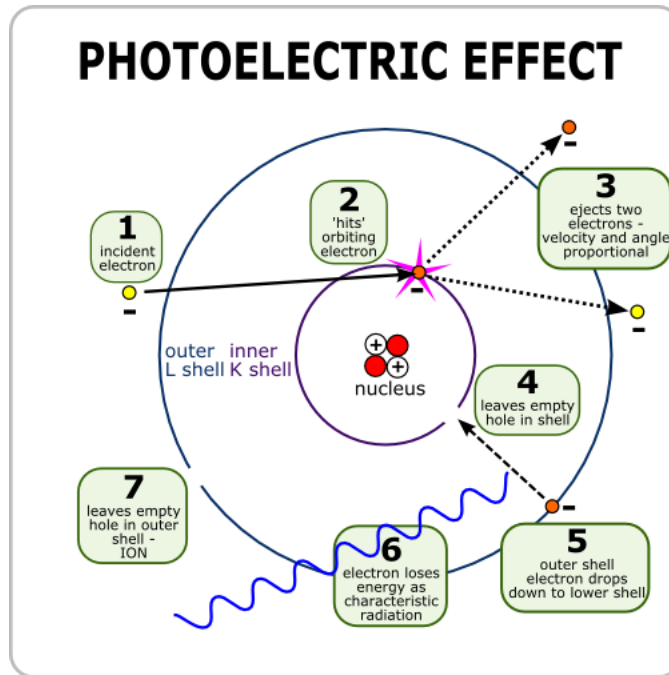 PHOTOELECTRIC EFFECT
1
incident
electron
-
2
'hits'
orbiting
electron
-
-
3
ejects two
electrons -
velocity and angle
proportional
-
outer inner
L shell K shell
+
+
nucleus
4
leaves empty
hole in shell
-
5
outer shell
electron drops
down to lower shell
6
electron loses
energy as
characteristic
radiation
7
leaves empty
hole in outer
shell -
ION